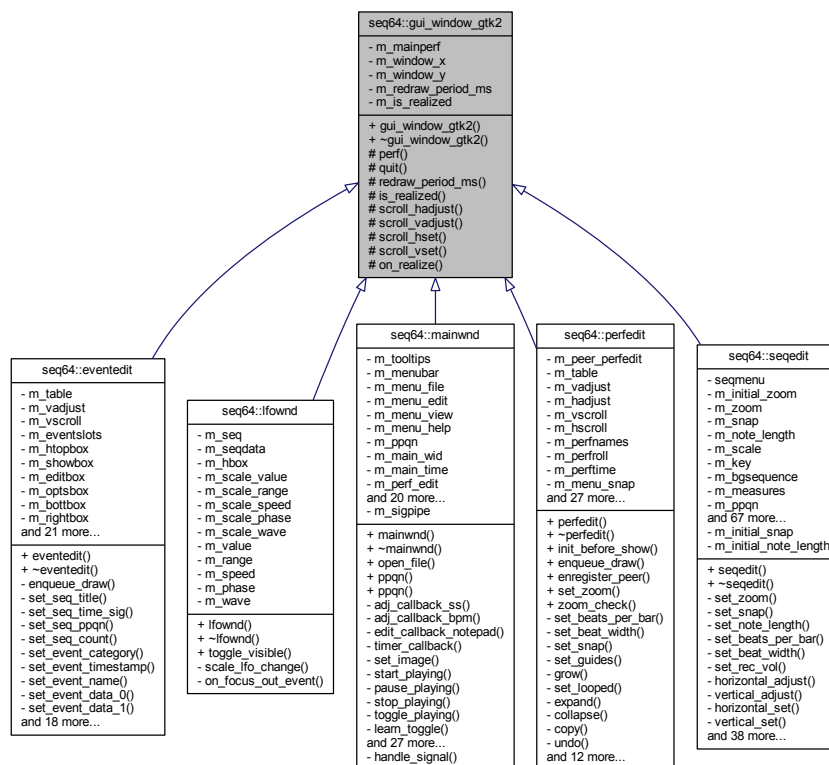 seq64::gui_window_gtk2
- m_mainperf
- m_window_x
- m_window_y
- m_redraw_period_ms
- m_is_realized
+ gui_window_gtk2()
+ ~gui_window_gtk2()
# perf()
# quit()
# redraw_period_ms()
# is_realized()
# scroll_hadjust()
# scroll_vadjust()
# scroll_hset()
# scroll_vset()
# on_realize()
seq64::eventedit
- m_table
- m_vadjust
- m_vscroll
- m_eventslots
- m_htopbox
- m_showbox
- m_editbox
- m_optsbox
- m_bottbox
- m_rightbox
and 21 more...
+ eventedit()
+ ~eventedit()
- enqueue_draw()
- set_seq_title()
- set_seq_time_sig()
- set_seq_ppqn()
- set_seq_count()
- set_event_category()
- set_event_timestamp()
- set_event_name()
- set_event_data_0()
- set_event_data_1()
and 18 more...
seq64::lfownd
- m_seq
- m_seqdata
- m_hbox
- m_scale_value
- m_scale_range
- m_scale_speed
- m_scale_phase
- m_scale_wave
- m_value
- m_range
- m_speed
- m_phase
- m_wave
+ lfownd()
+ ~lfownd()
+ toggle_visible()
- scale_lfo_change()
- on_focus_out_event()
seq64::mainwnd
- m_tooltips
- m_menubar
- m_menu_file
- m_menu_edit
- m_menu_view
- m_menu_help
- m_ppqn
- m_main_wid
- m_main_time
- m_perf_edit
and 20 more...
- m_sigpipe
+ mainwnd()
+ ~mainwnd()
+ open_file()
+ ppqn()
+ ppqn()
- adj_callback_ss()
- adj_callback_bpm()
- edit_callback_notepad()
- timer_callback()
- set_image()
- start_playing()
- pause_playing()
- stop_playing()
- toggle_playing()
- learn_toggle()
and 27 more...
- handle_signal()
seq64::perfedit
- m_peer_perfedit
- m_table
- m_vadjust
- m_hadjust
- m_vscroll
- m_hscroll
- m_perfnames
- m_perfroll
- m_perftime
- m_menu_snap
and 27 more...
+ perfedit()
+ ~perfedit()
+ init_before_show()
+ enqueue_draw()
+ enregister_peer()
+ set_zoom()
+ zoom_check()
- set_beats_per_bar()
- set_beat_width()
- set_snap()
- set_guides()
- grow()
- set_looped()
- expand()
- collapse()
- copy()
- undo()
and 12 more...
seq64::seqedit
- seqmenu
- m_initial_zoom
- m_zoom
- m_snap
- m_note_length
- m_scale
- m_key
- m_bgsequence
- m_measures
- m_ppqn
and 67 more...
- m_initial_snap
- m_initial_note_length
+ seqedit()
+ ~seqedit()
- set_zoom()
- set_snap()
- set_note_length()
- set_beats_per_bar()
- set_beat_width()
- set_rec_vol()
- horizontal_adjust()
- vertical_adjust()
- horizontal_set()
- vertical_set()
and 38 more...